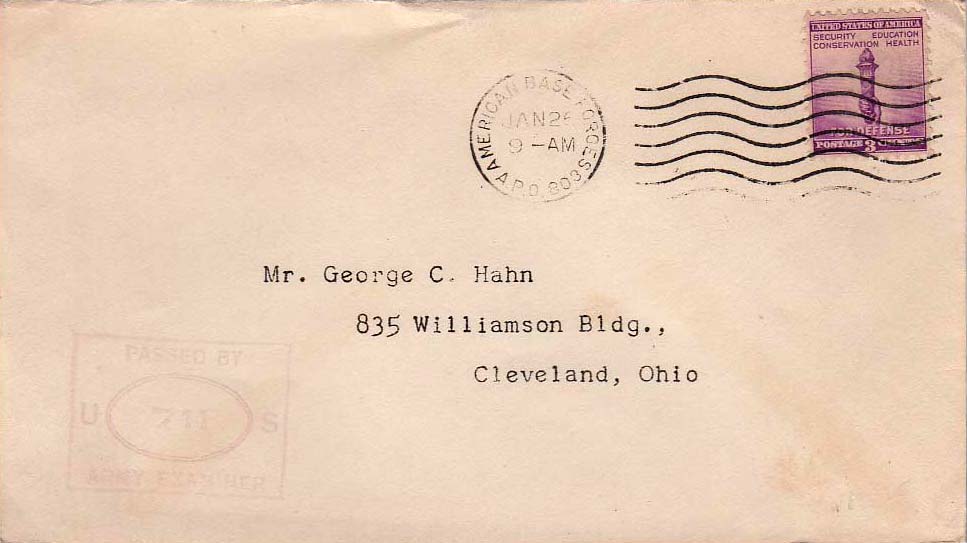 UNITED STATES OF AMERICA
SECURITY EDUCATION
CONSERVATION HEALTH
FOR DEFENSE
POSTAGE 3
AMERICAN BASE FORCES
JAN 26
9 -AM
A.P.O. 803
Mr. George C. Hahn
835 Williamson Bldg.,
Cleveland, Ohio
PASSED BY
U 711 S
ARMY EXAMINER